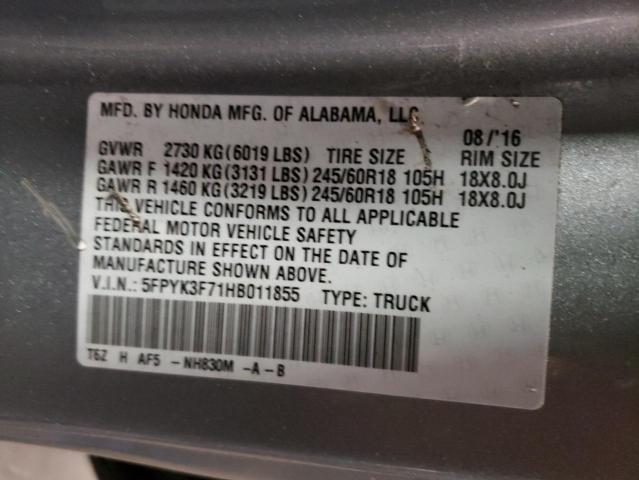 MFD. BY HONDA MFG. OF ALABAMA, LLC
08/'16
GVWR 2730 KG(6019 LBS) TIRE SIZE RIM SIZE
GAWR F 1420 KG(3131 LBS) 245/60R18 105H 18X8.0J
GAWR R 1460 KG(3219 LBS) 245/60R18 105H 18X8.0J
THIS VEHICLE CONFORMS TO ALL APPLICABLE
FEDERAL MOTOR VEHICLE SAFETY
STANDARDS IN EFFECT ON THE DATE OF
MANUFACTURE SHOWN ABOVE.
V.I.N.: 5FPYK3F71HB011855 TYPE: TRUCK
T6Z H AF5 -NH830M -A-B